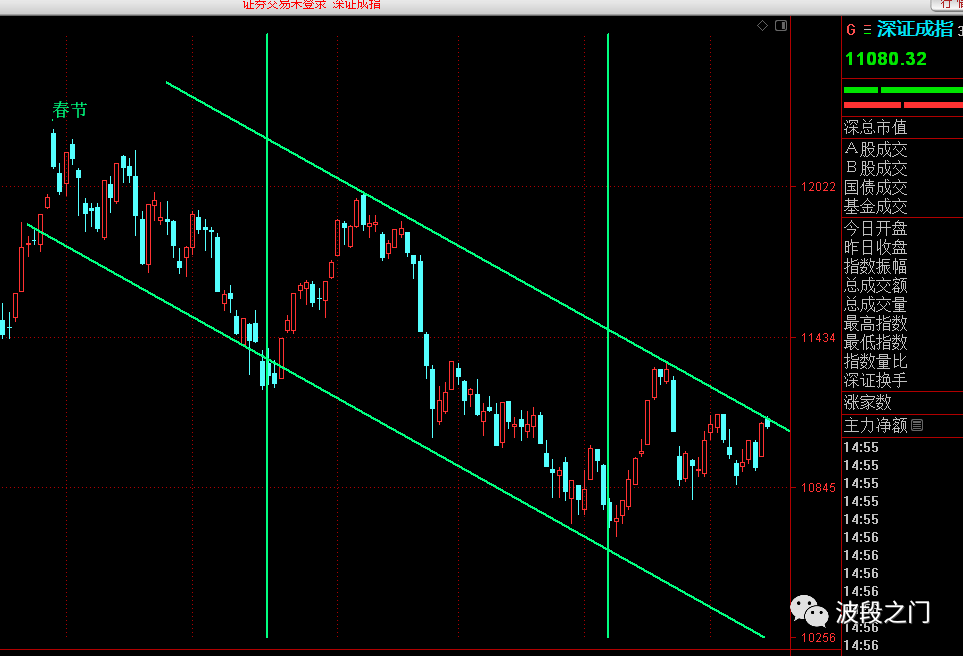 证券交易未登录 深证成指
行情
G 深证成指 3
11080.32
春节
深总市值
A股成交
B股成交
12022
国债成交
基金成交
今日开盘
昨日收盘
指数振幅
总成交额
总成交量
最高指数
11434
最低指数
指数量比
深证换手
涨家数
主力净额
14:55
14:55
14:55
10845
14:55
14:55
14:56
14:56
14:56
14:56
14:56
波段之门
14:56
10256
14:56